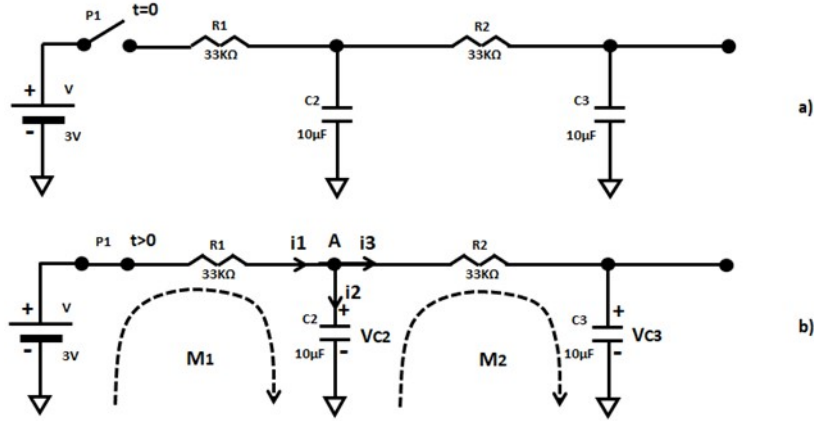 P1 t=0
R1
33KΩ
R2
33KΩ
+ V
- 3V
C2
10µF
C3
10µF
a)
P1 t>0
R1
33KΩ
i1 A i3
R2
33KΩ
i2
+ V
- 3V
M1
C2 +
10µF -
VC2
M2
C3 +
10µF -
VC3
b)